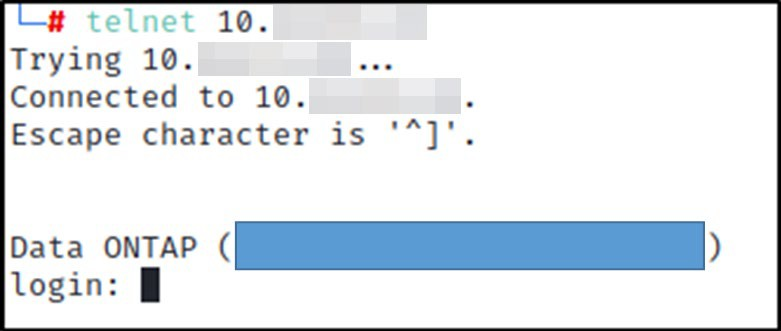 └─# telnet 10.
Trying 10. ...
Connected to 10. .
Escape character is '^]'.
Data ONTAP ( )
login: